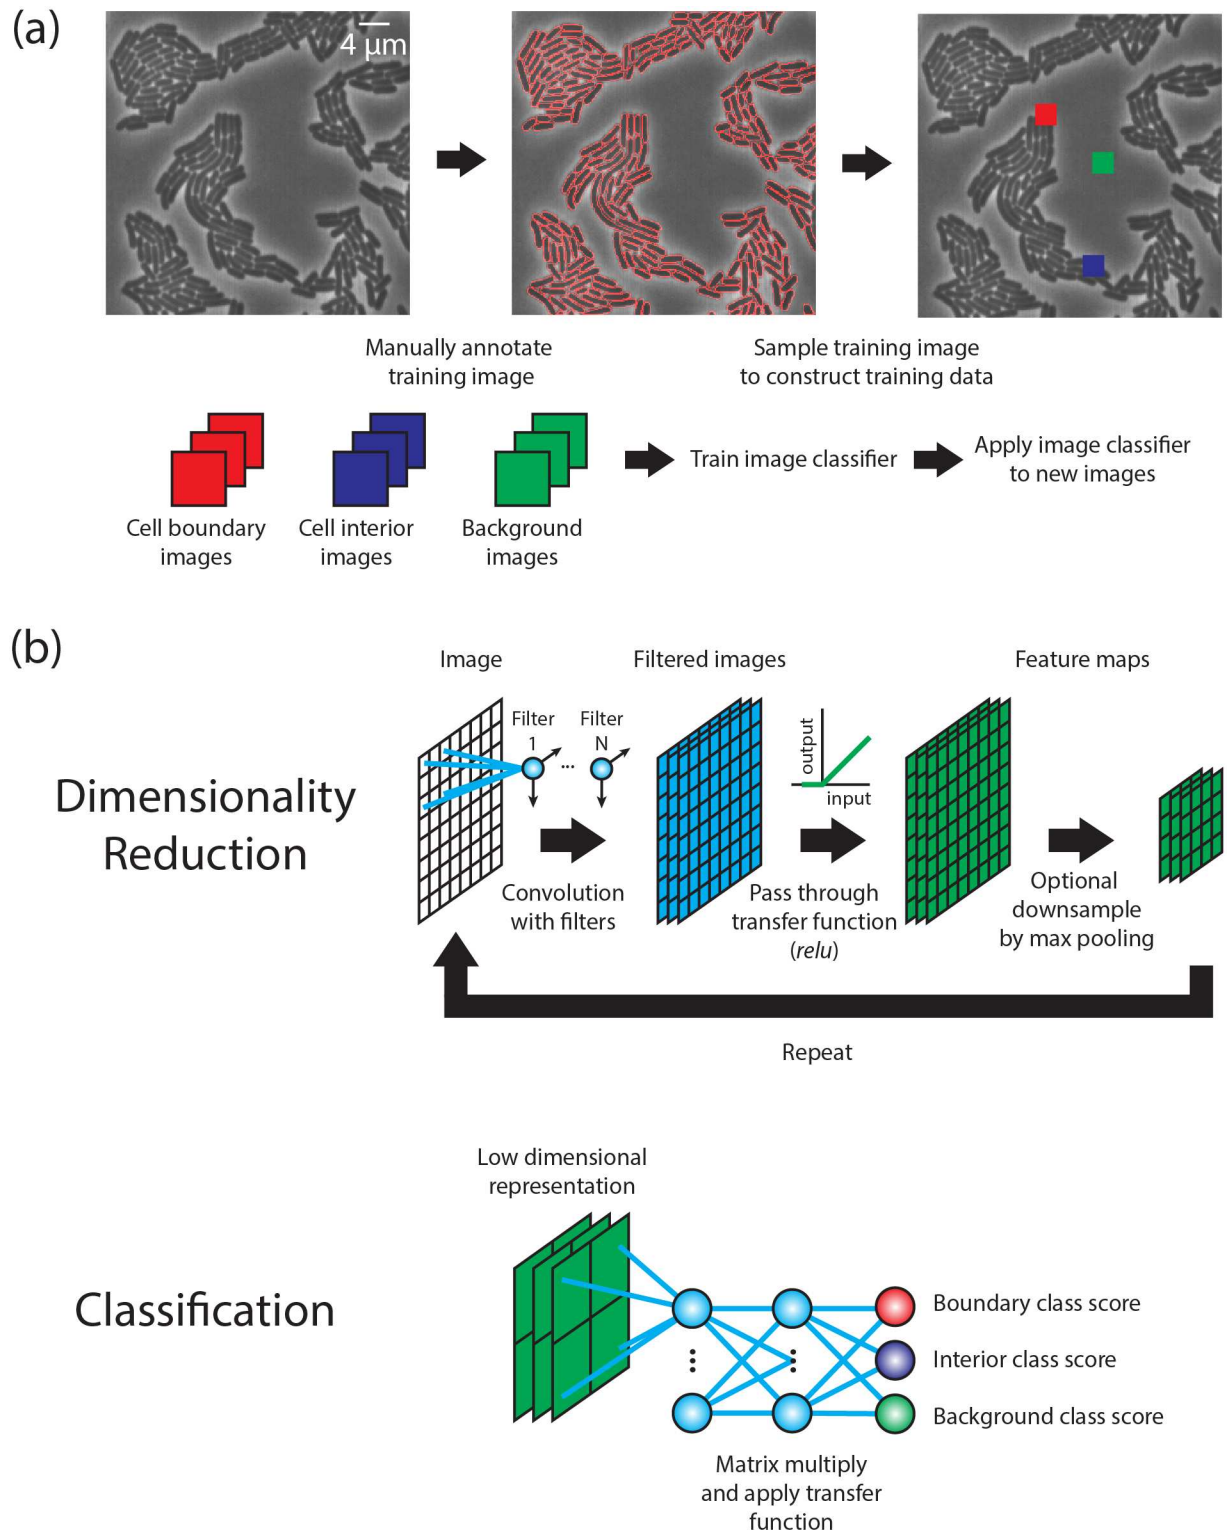 (a)
4 µm
Manually annotate
training image
Sample training image
to construct training data
Cell boundary
images
Cell interior
images
Background
images
Train image classifier
Apply image classifier
to new images
(b)
Dimensionality
Reduction
Image
Filter
1
...
Filter
N
Convolution
with filters
Filtered images
output
input
Pass through
transfer function
(relu)
Feature maps
Optional
downsample
by max pooling
Repeat
Classification
Low dimensional
representation
Boundary class score
Interior class score
Background class score
Matrix multiply
and apply transfer
function